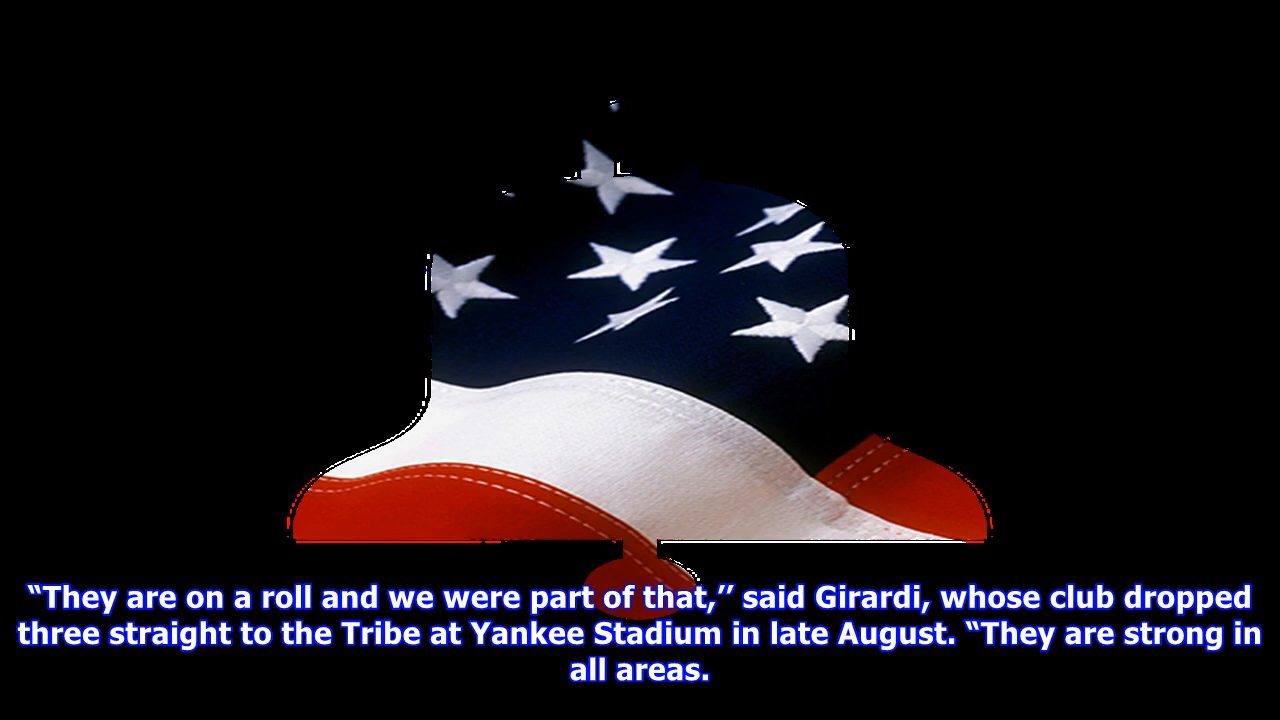 “They are on a roll and we were part of that,” said Girardi, whose club dropped
three straight to the Tribe at Yankee Stadium in late August. “They are strong in
all areas.